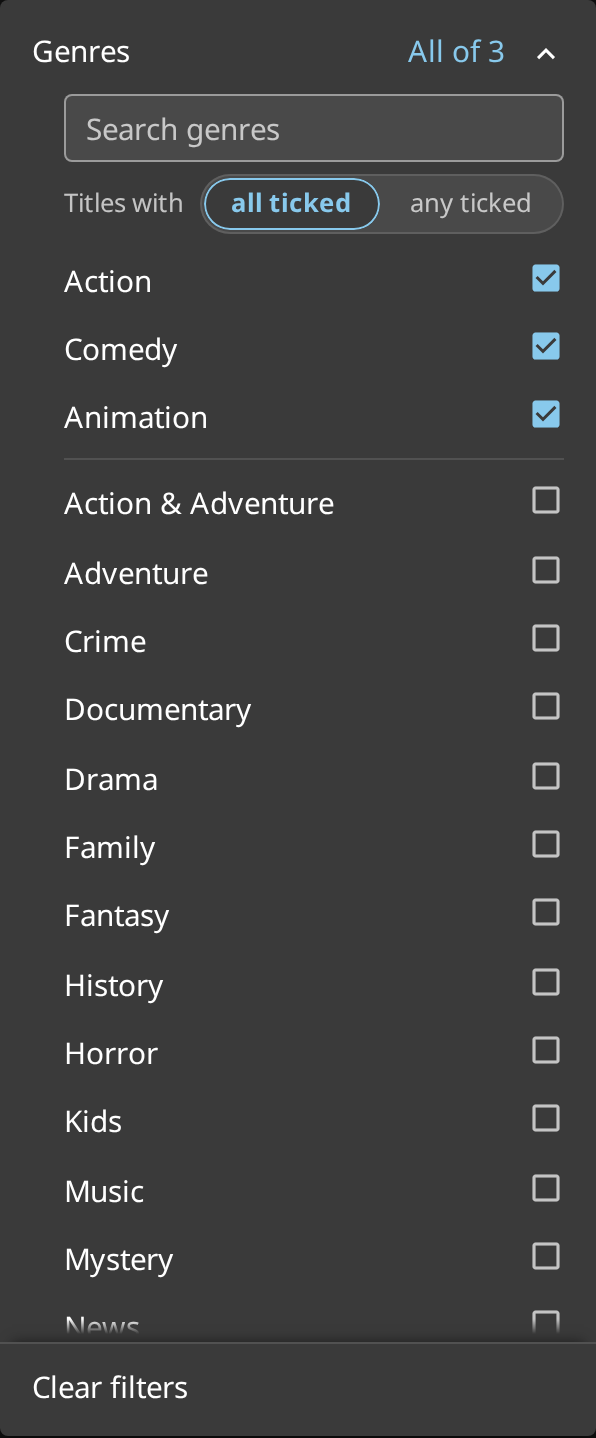 Genres All of 3
Search genres
Titles with all ticked any ticked
Action
Comedy
Animation
Action & Adventure
Adventure
Crime
Documentary
Drama
Family
Fantasy
History
Horror
Kids
Music
Mystery
News
Clear filters